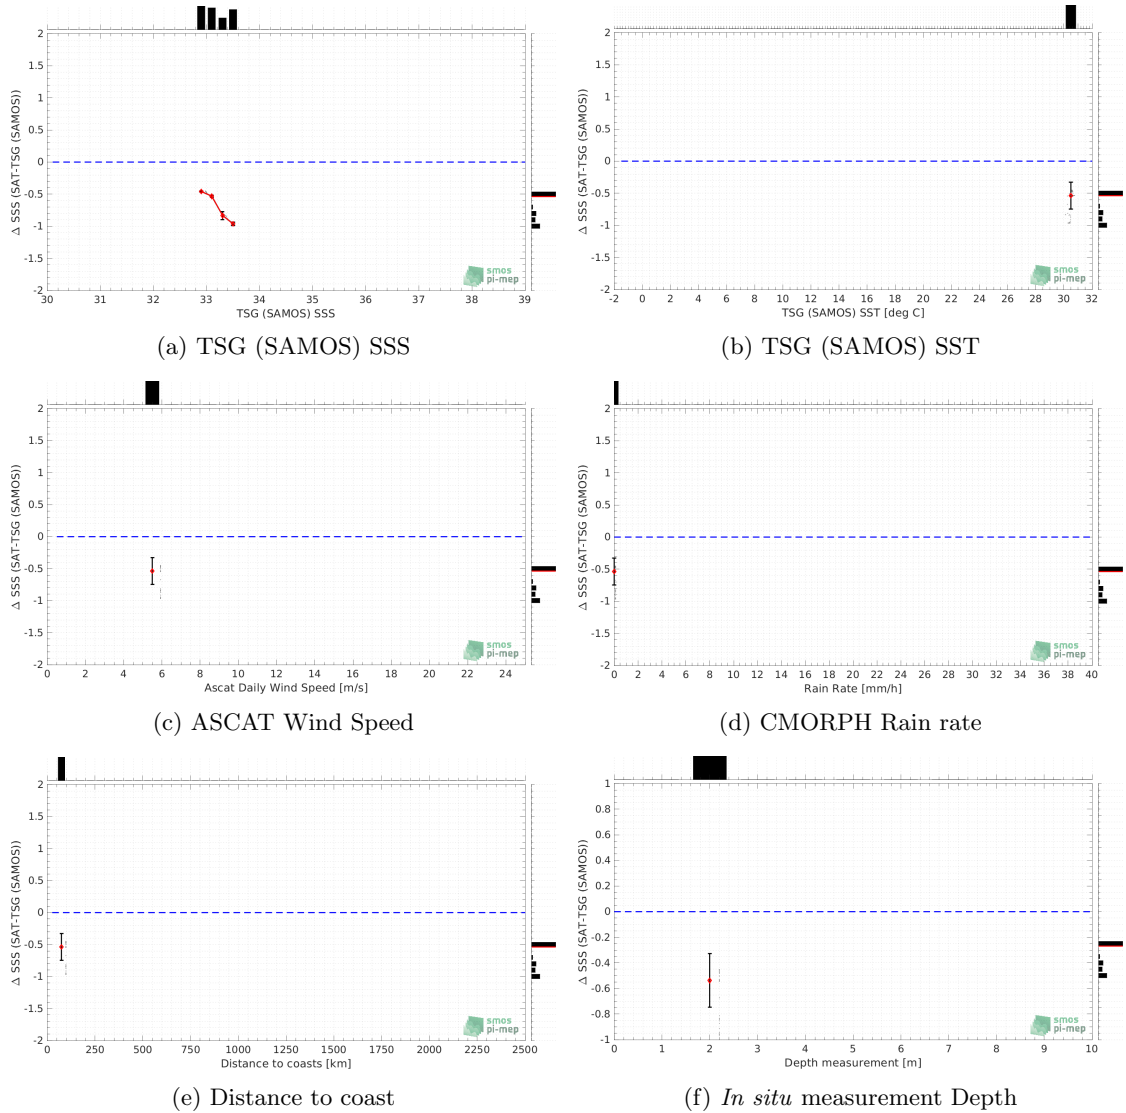 2
1.5
1
0.5
0
-0.5
-1
-1.5
-2
Δ SSS (SAT-TSG (SAMOS))
30 31 32 33 34 35 36 37 38 39
TSG (SAMOS) SSS
smos
pi-mep
(a) TSG (SAMOS) SSS
2
1.5
1
0.5
0
-0.5
-1
-1.5
-2
Δ SSS (SAT-TSG (SAMOS))
-2 0 2 4 6 8 10 12 14 16 18 20 22 24 26 28 30 32
TSG (SAMOS) SST [deg C]
smos
pi-mep
(b) TSG (SAMOS) SST
2
1.5
1
0.5
0
-0.5
-1
-1.5
-2
Δ SSS (SAT-TSG (SAMOS))
0 2 4 6 8 10 12 14 16 18 20 22 24
Ascat Daily Wind Speed [m/s]
smos
pi-mep
(c) ASCAT Wind Speed
2
1.5
1
0.5
0
-0.5
-1
-1.5
-2
Δ SSS (SAT-TSG (SAMOS))
0 2 4 6 8 10 12 14 16 18 20 22 24 26 28 30 32 34 36 38 40
Rain Rate [mm/h]
smos
pi-mep
(d) CMORPH Rain rate
2
1.5
1
0.5
0
-0.5
-1
-1.5
-2
Δ SSS (SAT-TSG (SAMOS))
0 250 500 750 1000 1250 1500 1750 2000 2250 2500
Distance to coasts [km]
smos
pi-mep
(e) Distance to coast
1
0.8
0.6
0.4
0.2
0
-0.2
-0.4
-0.6
-0.8
-1
Δ SSS (SAT-TSG (SAMOS))
0 1 2 3 4 5 6 7 8 9 10
Depth measurement [m]
smos
pi-mep
(f) In situ measurement Depth